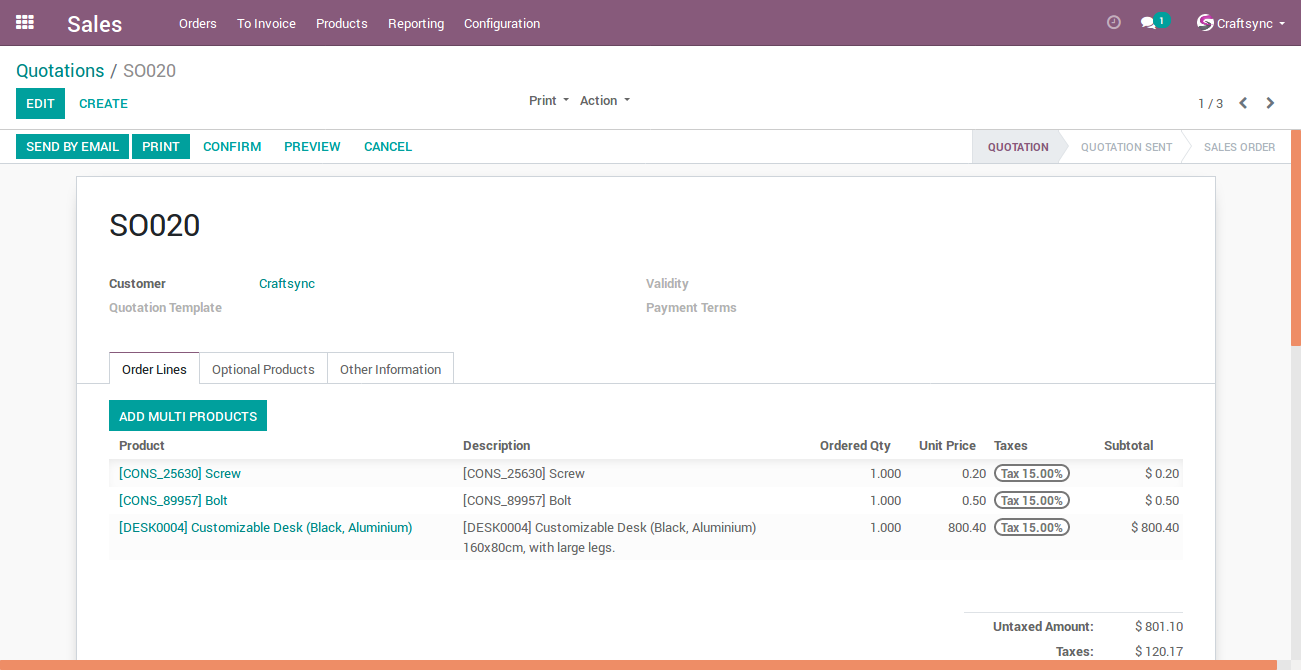 Sales Orders To Invoice Products Reporting Configuration 1 Craftsync
Quotations / SO020
EDIT CREATE Print Action 1 / 3
SEND BY EMAIL PRINT CONFIRM PREVIEW CANCEL QUOTATION QUOTATION SENT SALES ORDER
SO020
Customer Craftsync Validity
Quotation Template Payment Terms
Order Lines Optional Products Other Information
ADD MULTI PRODUCTS
Product Description Ordered Qty Unit Price Taxes Subtotal
[CONS_25630] Screw [CONS_25630] Screw 1.000 0.20 Tax 15.00% $ 0.20
[CONS_89957] Bolt [CONS_89957] Bolt 1.000 0.50 Tax 15.00% $ 0.50
[DESK0004] Customizable Desk (Black, Aluminium) [DESK0004] Customizable Desk (Black, Aluminium) 1.000 800.40 Tax 15.00% $ 800.40
160x80cm, with large legs.
Untaxed Amount: $ 801.10
Taxes: $ 120.17